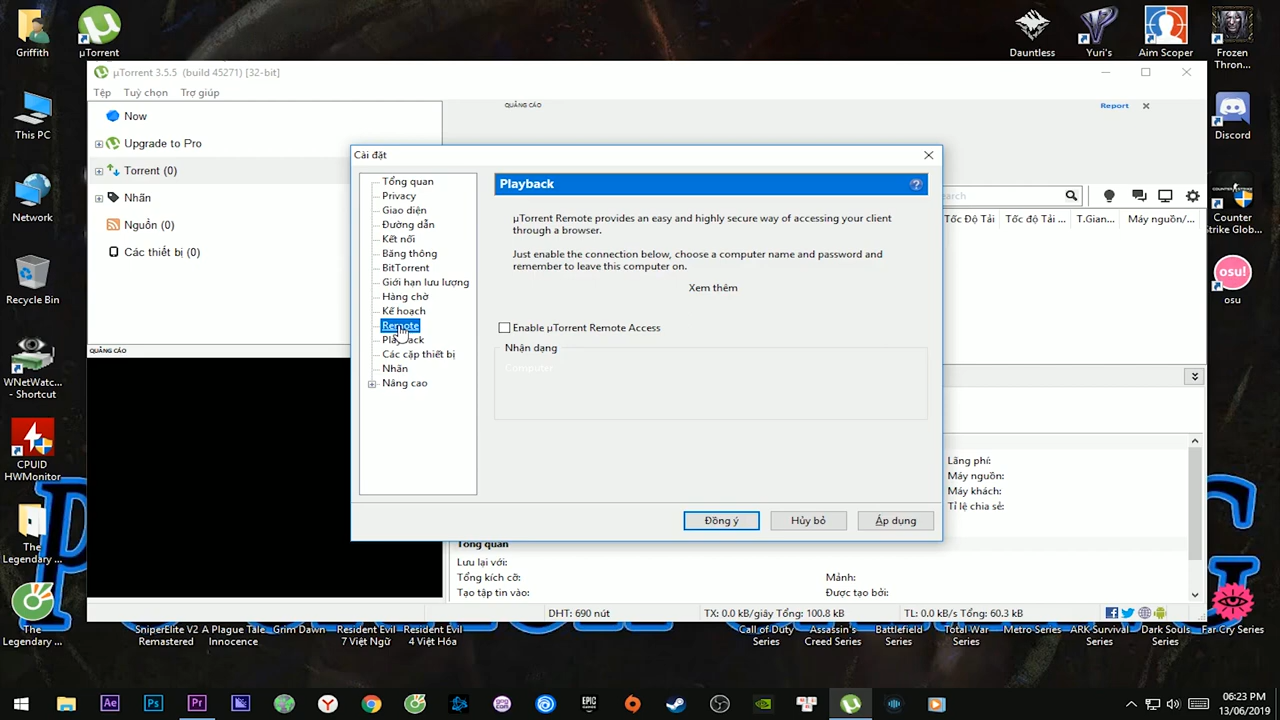 Griffith
µTorrent
Dauntless
Yuri's
Aim Scoper
Frozen
Thron...
µTorrent 3.5.5 (build 45271) [32-bit]
Tệp
Tuỳ chọn
Trợ giúp
QUẢNG CÁO
Report
Now
Upgrade to Pro
Torrent (0)
Nhãn
Nguồn (0)
Các thiết bị (0)
This PC
Network
Recycle Bin
WNetWatc...
- Shortcut
CPUID
HWMonitor
The
Legendary ...
The
Legendary ...
Discord
Counter
Strike Glob...
osu!
osu
earch
Tốc Độ Tải
Tốc độ Tải ...
T.Gian...
Máy nguồn/...
QUẢNG CÁO
Cài đặt
Tổng quan
Privacy
Giao diện
Đường dẫn
Kết nối
Băng thông
BitTorrent
Giới hạn lưu lượng
Hàng chờ
Kế hoạch
Remote
Playback
Các cặp thiết bị
Nhãn
Nâng cao
Playback
µTorrent Remote provides an easy and highly secure way of accessing your client
through a browser.
Just enable the connection below, choose a computer name and password and
remember to leave this computer on.
Xem thêm
Enable µTorrent Remote Access
Nhận dạng
Computer
Đồng ý
Hủy bỏ
Áp dụng
Lãng phí:
Máy nguồn:
Máy khách:
Tỉ lệ chia sẻ:
Tổng quan
Lưu lại với:
Tổng kích cỡ:
Mảnh:
Tạo tập tin vào:
Được tạo bởi:
DHT: 690 nút
TX: 0.0 kB/giây Tổng: 100.8 kB
TL: 0.0 kB/s Tổng: 60.3 kB
SniperElite V2
Remastered
A Plague Tale
Innocence
Grim Dawn
Resident Evil
7 Việt Ngữ
Resident Evil
4 Việt Hóa
Call of Duty
Series
Assassin's
Creed Series
Battlefield
Series
Total War
Series
Metro Series
ARK Survival
Series
Dark Souls
Series
Far Cry Series
Ae
Ps
Pr
EPIC
GAMES
06:23 PM
13/06/2019